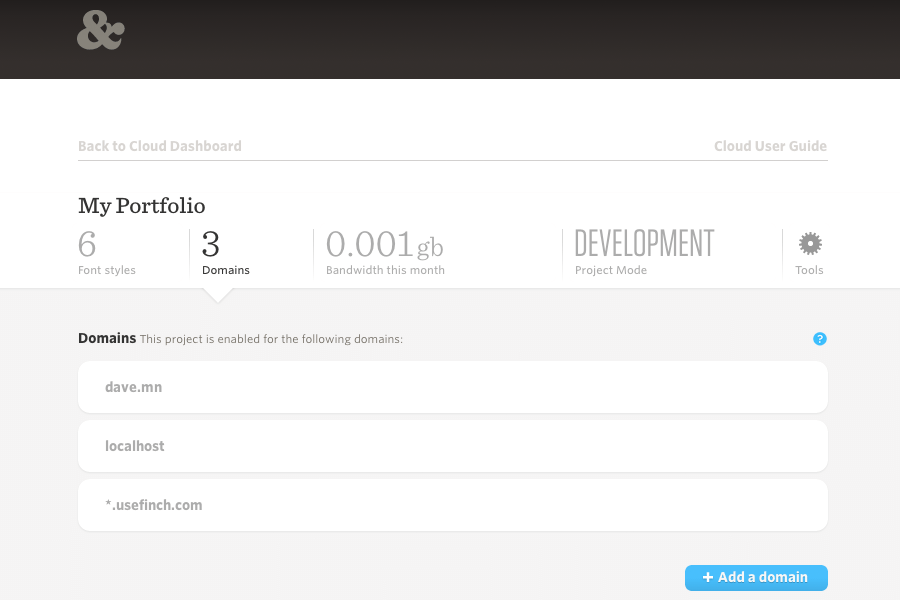 &
Back to Cloud Dashboard
Cloud User Guide
My Portfolio
6
Font styles
3
Domains
0.001gb
Bandwidth this month
DEVELOPMENT
Project Mode
Tools
Domains This project is enabled for the following domains:
?
dave.mn
localhost
*.usefinch.com
+ Add a domain